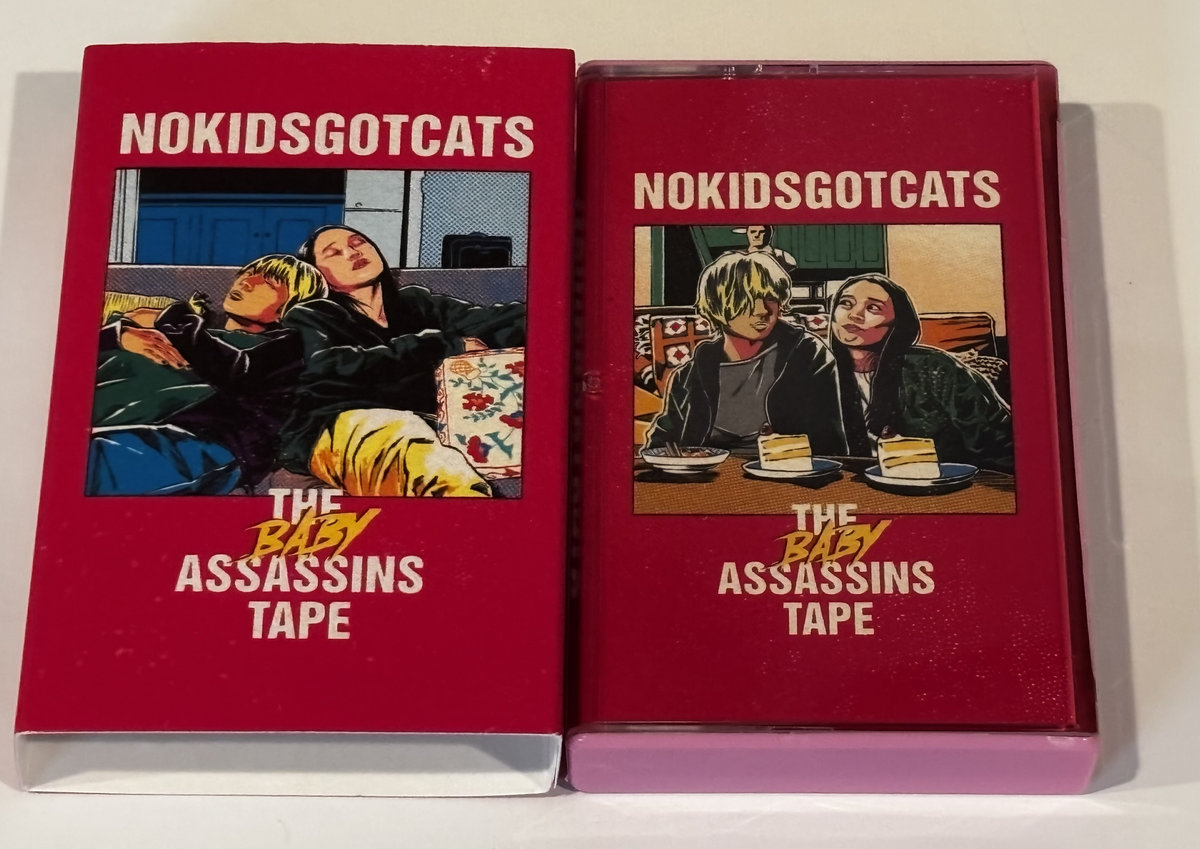 NOKIDSGOTCATS
THE
BABY
ASSASSINS
TAPE
NOKIDSGOTCATS
THE
BABY
ASSASSINS
TAPE